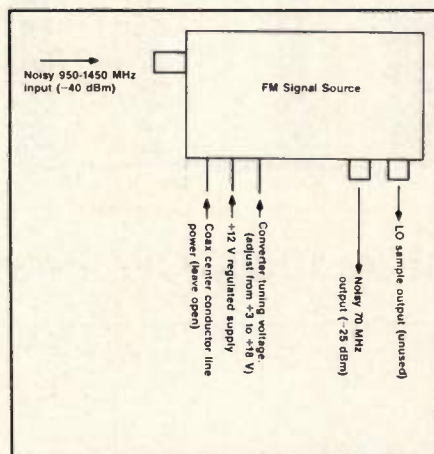 Noisy 950-1450 MHz
input (−40 dBm)
FM Signal Source
Coax center conductor line
power (leave open)
+12 V regulated supply
Converter tuning voltage
(adjust from +3 to +18 V)
Noisy 70 MHz
output (−25 dBm)
LO sample output (unused)